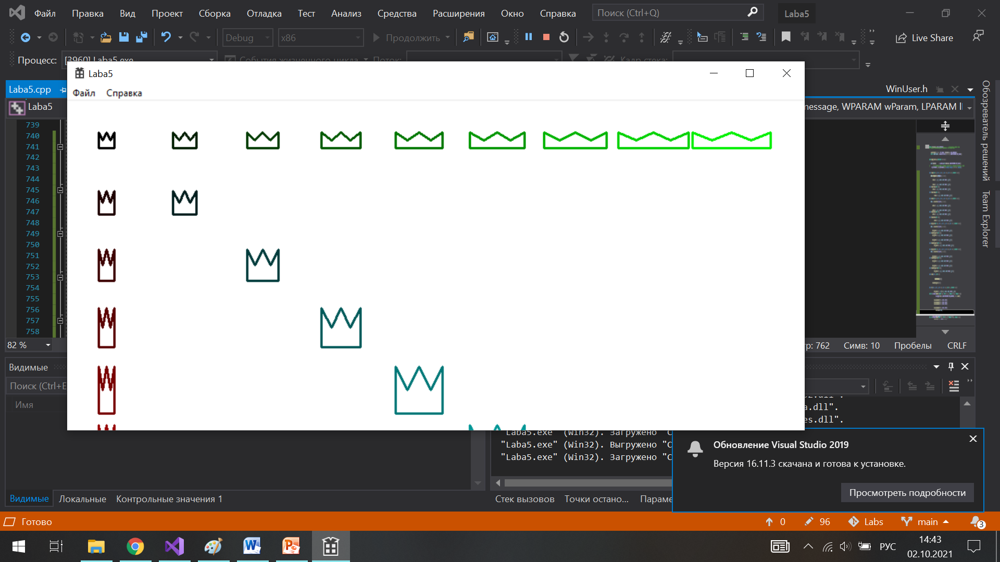 Файл Правка Вид Проект Сборка Отладка Тест Анализ Средства Расширения Окно Справка Поиск (Ctrl+Q) Laba5
Debug x86 Продолжить Live Share
Процесс: [3960] Laba5.exe События жизненного цикла Поток: Кадр стека:
Laba5
Файл Справка
Laba5.cpp WinUser.h
Laba5 message, WPARAM wParam, LPARAM l
739
740
741
742
743
744
745
746
747
748
749
750
751
752
753
754
755
756
757
758
Обозреватель решений
Team Explorer
82 % тр: 762 Симв: 10 Пробелы CRLF
Видимые
Поиск (Ctrl+E
Имя
a.dll".
es.dll".
"Laba5.exe" (Win32). Загружено "C
"Laba5.exe" (Win32). Выгружено "C
"Laba5.exe" (Win32). Загружено "C
Обновление Visual Studio 2019
Версия 16.11.3 скачана и готова к установке.
Просмотреть подробности
Видимые Локальные Контрольные значения 1 Стек вызовов Точки остано... Параме
Готово 0 96 Labs main 3
РУС 14:43
02.10.2021